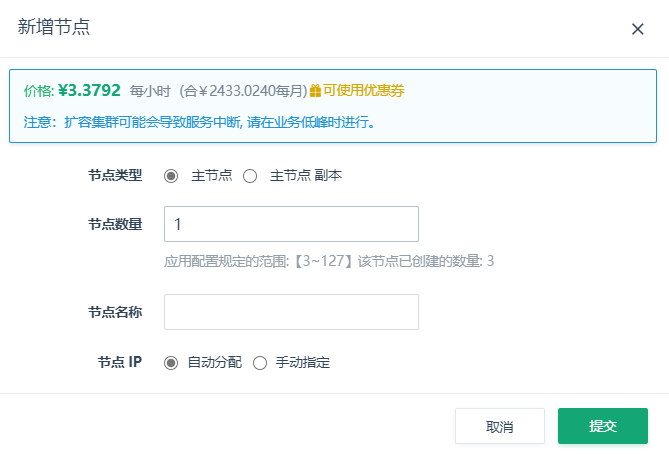 新增节点
价格: ¥3.3792 每小时 (合￥2433.0240每月) 可使用优惠券
注意：扩容集群可能会导致服务中断, 请在业务低峰时进行。
节点类型 主节点 主节点 副本
节点数量 1
应用配置规定的范围:【3~127】该节点已创建的数量: 3
节点名称
节点 IP 自动分配 手动指定
取消 提交